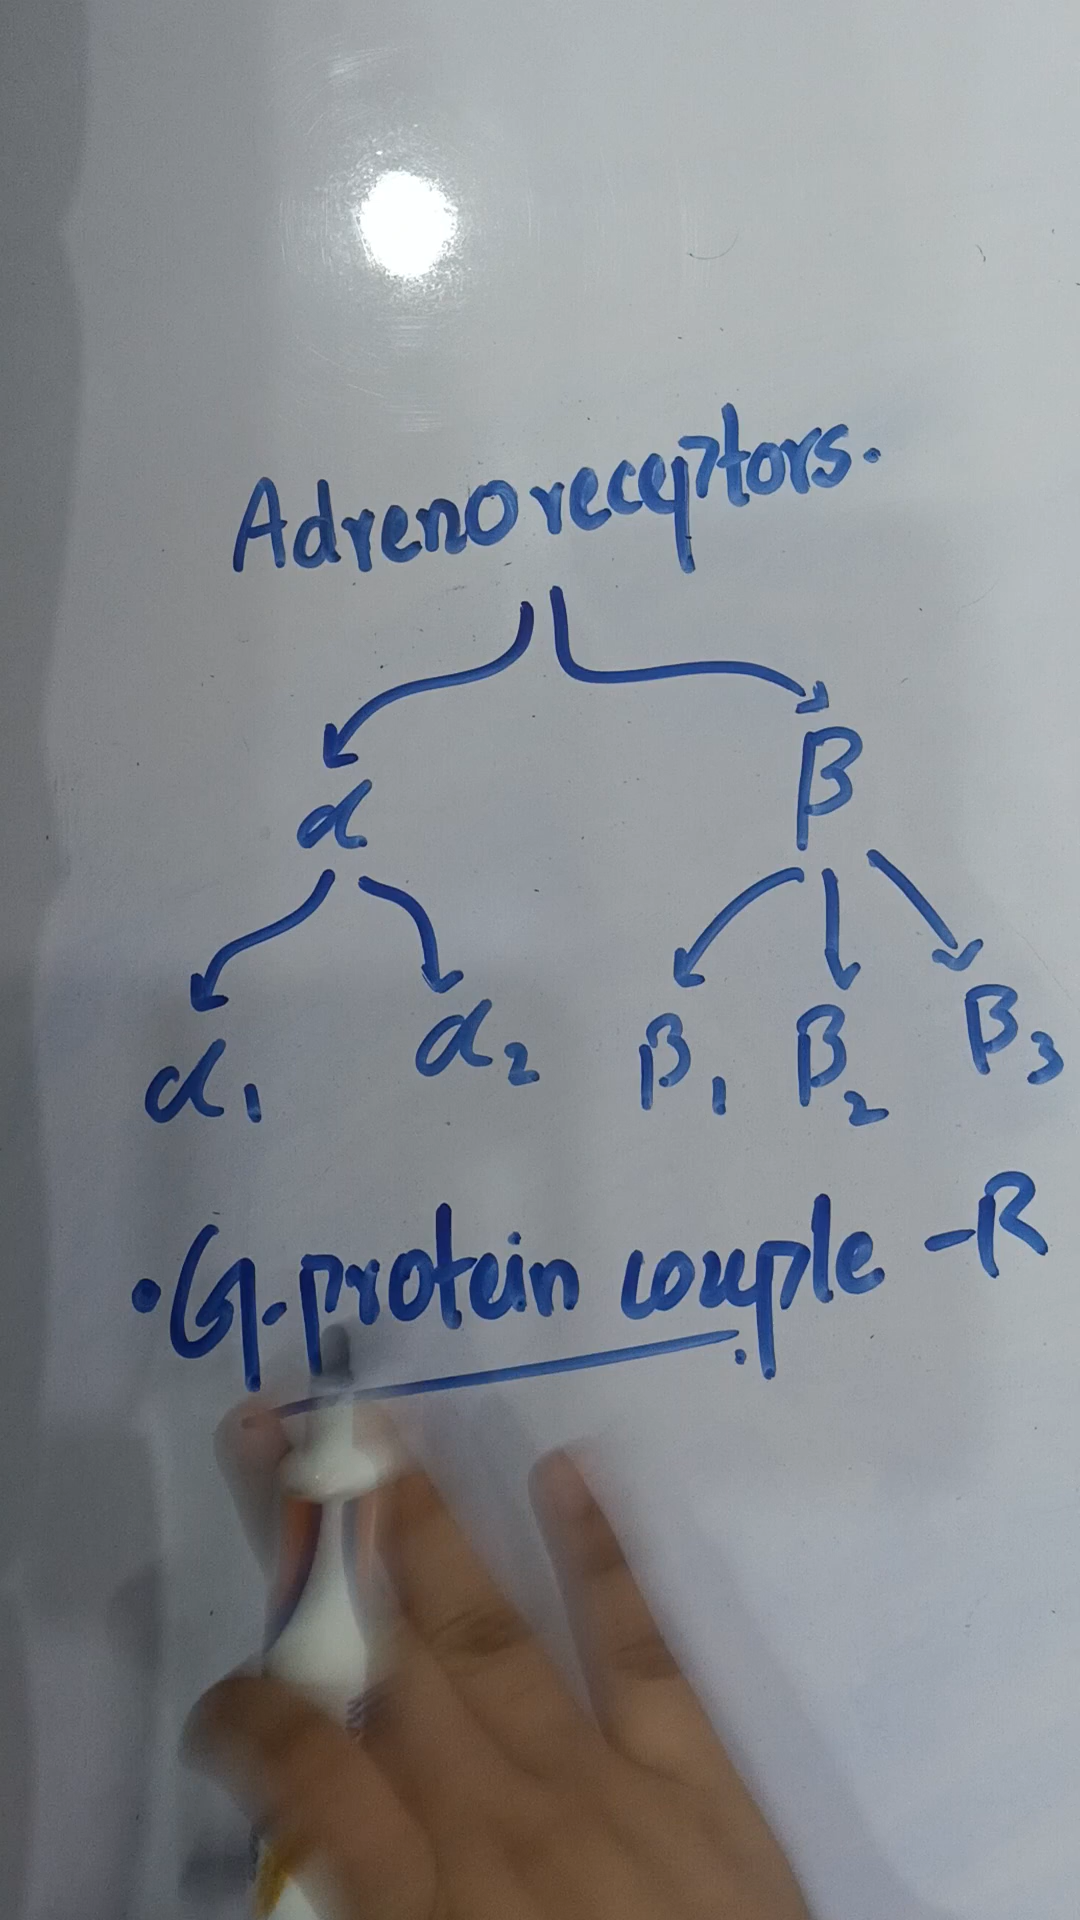 Adrenoreceptors.
α β
α1 α2 β1 β2 β3
• G.protein couple -R